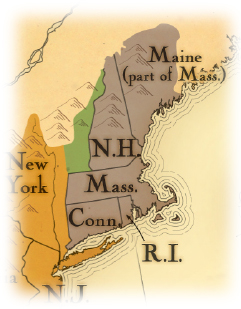 Maine
(part of Mass.)
N.H.
New
York
Mass.
Conn.
R.I.
N.J.